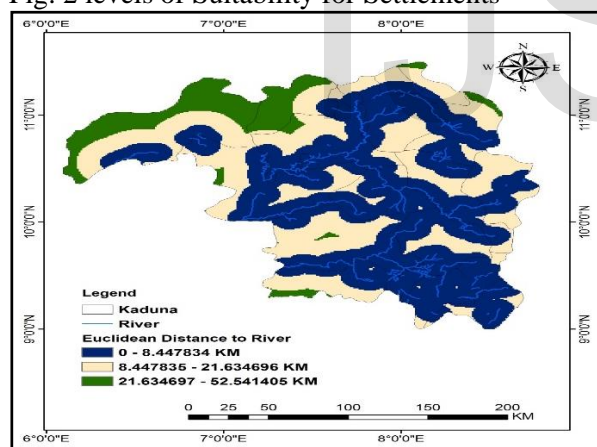 Fig. 2 levels of Suitability for Settlements
6°0'0"E 7°0'0"E 8°0'0"E
N
W E
S
11°0'0"N 11°0'0"N
10°0'0"N 10°0'0"N
9°0'0"N 9°0'0"N
Legend
Kaduna
River
Euclidean Distance to River
0 - 8.447834 KM
8.447835 - 21.634696 KM
21.634697 - 52.541405 KM
0 25 50 100 150 200
KM
6°0'0"E 7°0'0"E 8°0'0"E